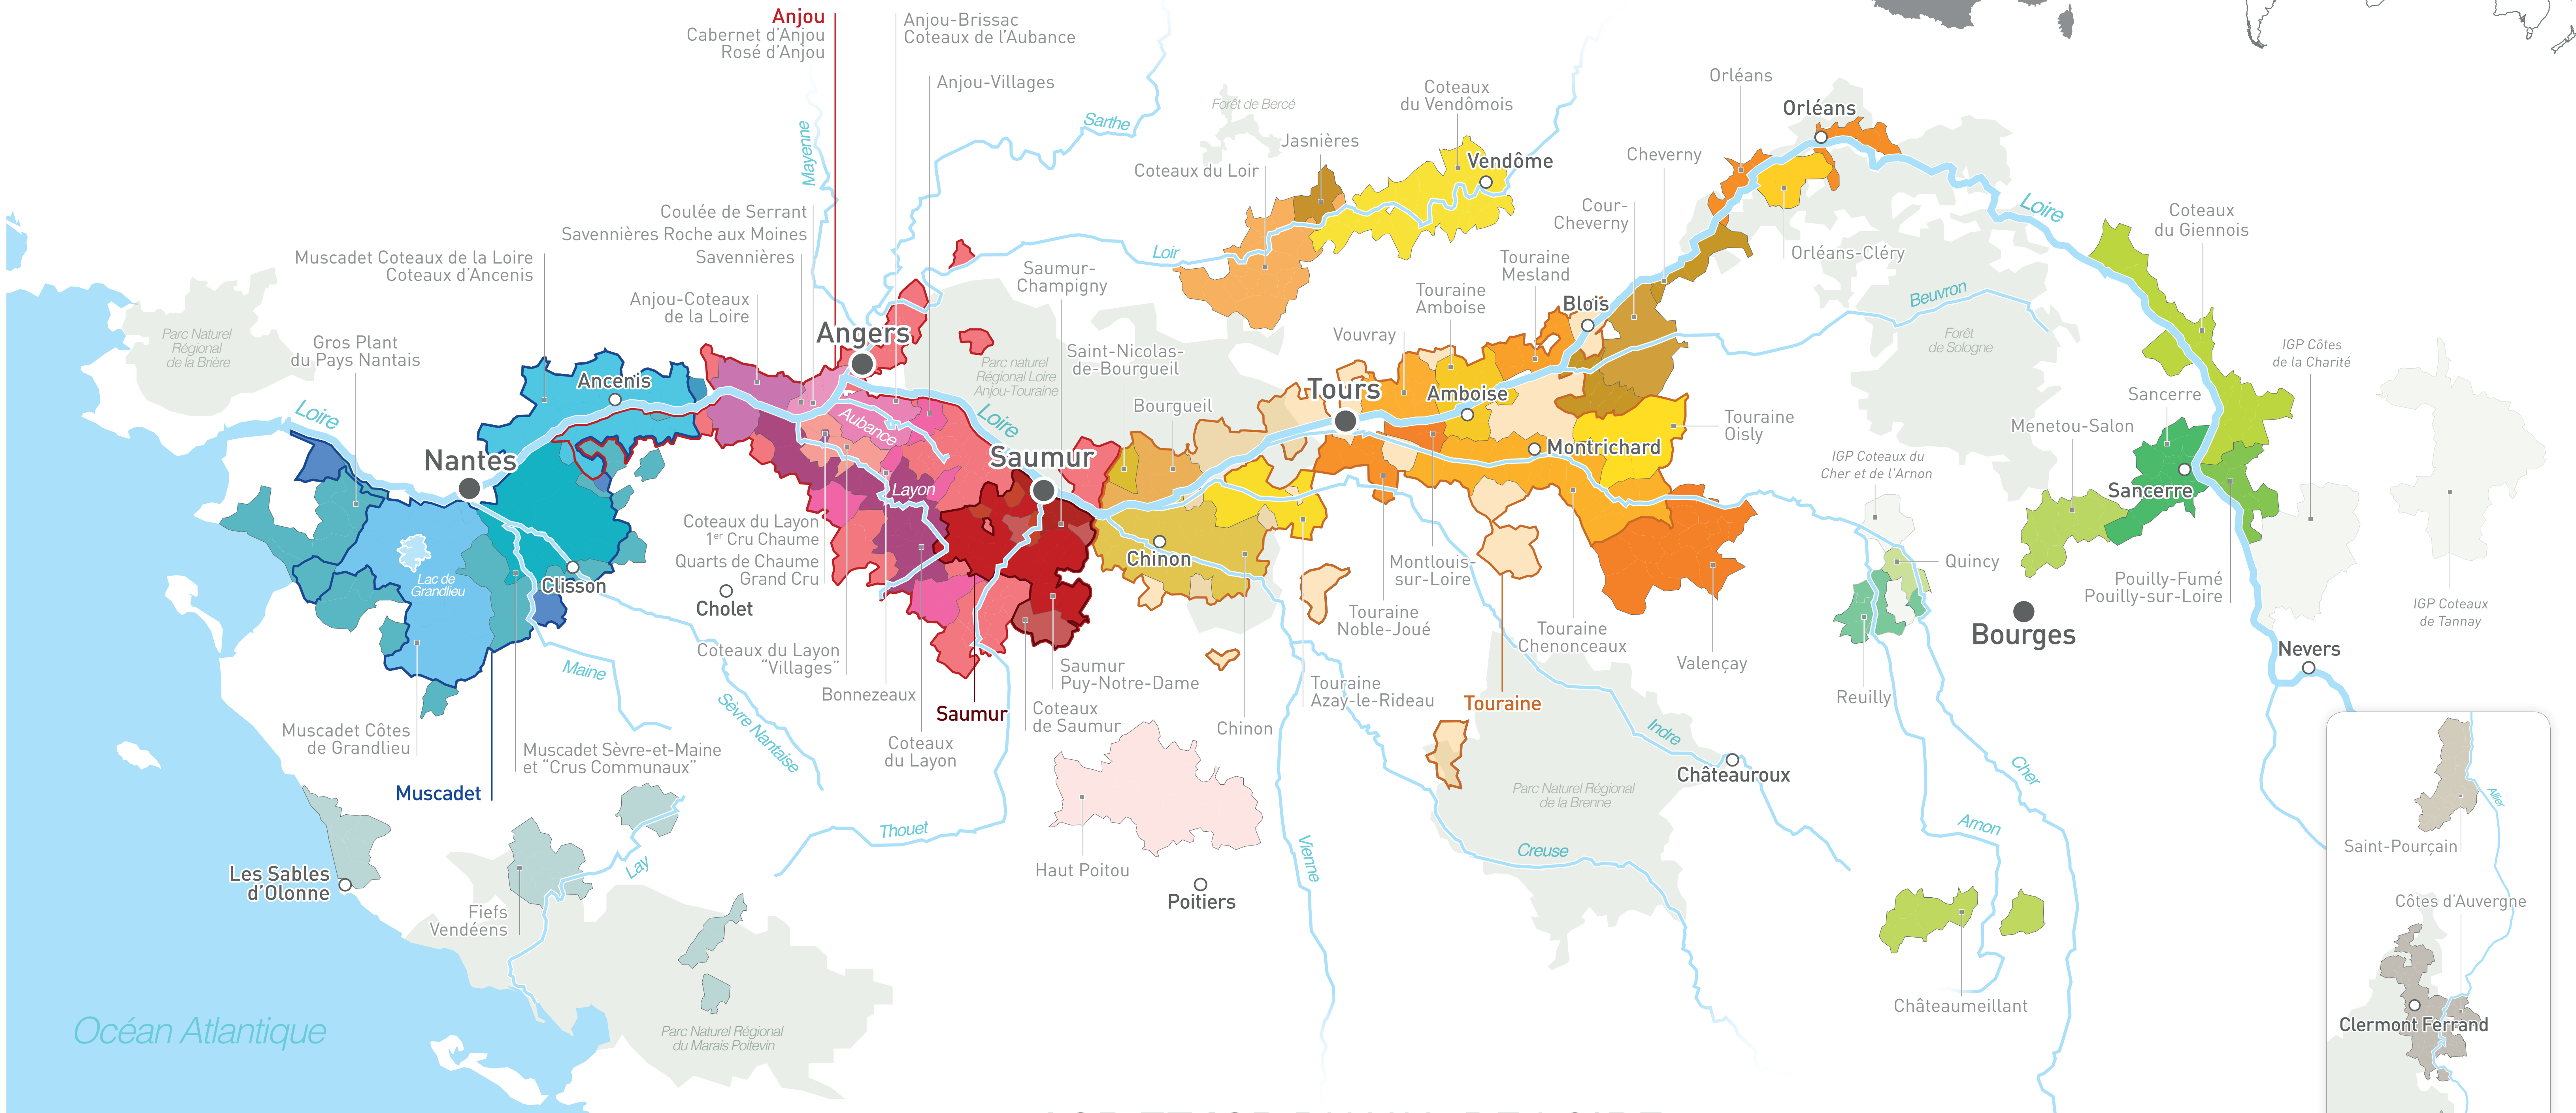 Anjou
Cabernet d'Anjou
Rosé d'Anjou
Anjou-Brissac
Coteaux de l'Aubance
Anjou-Villages
Mayenne
Sarthe
Forêt de Bercé
Jasnières
Coteaux du Loir
Coteaux
du Vendômois
Vendôme
Loir
Orléans
Orléans
Cheverny
Cour-
Cheverny
Orléans-Cléry
Loire
Coteaux
du Giennois
Beuvron
Forêt
de Sologne
Coulée de Serrant
Savennières Roche aux Moines
Savennières
Muscadet Coteaux de la Loire
Coteaux d'Ancenis
Anjou-Coteaux
de la Loire
Gros Plant
du Pays Nantais
Parc Naturel
Régional
de la Brière
Angers
Saumur-
Champigny
Parc naturel
Régional Loire
Anjou-Touraine
Saint-Nicolas-
de-Bourgueil
Bourgueil
Vouvray
Touraine
Amboise
Touraine
Mesland
Blois
IGP Côtes
de la Charité
Ancenis
Loire
Nantes
Aubance
Loire
Saumur
Layon
Tours
Amboise
Montrichard
Touraine
Oisly
Sancerre
Menetou-Salon
Sancerre
IGP Coteaux du
Cher et de l'Arnon
Coteaux du Layon
1er Cru Chaume
Quarts de Chaume
Grand Cru
Chinon
Lac de
Grandlieu
Clisson
Cholet
Montlouis-
sur-Loire
Touraine
Noble-Joué
Touraine
Chenonceaux
Valençay
Quincy
Reuilly
Bourges
Pouilly-Fumé
Pouilly-sur-Loire
IGP Coteaux
de Tannay
Nevers
Coteaux du Layon
"Villages"
Bonnezeaux
Saumur
Coteaux
du Layon
Saumur
Puy-Notre-Dame
Coteaux
de Saumur
Chinon
Touraine
Azay-le-Rideau
Touraine
Maine
Sèvre Nantaise
Muscadet Côtes
de Grandlieu
Muscadet Sèvre-et-Maine
et "Crus Communaux"
Muscadet
Indre
Châteauroux
Cher
Parc Naturel Régional
de la Brenne
Arnon
Creuse
Vienne
Thouet
Haut Poitou
Poitiers
Les Sables
d'Olonne
Lay
Fiefs
Vendéens
Allier
Saint-Pourçain
Côtes d'Auvergne
Clermont Ferrand
Châteaumeillant
Océan Atlantique
Parc Naturel Régional
du Marais Poitevin